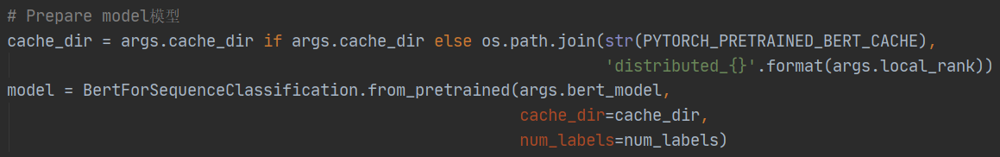 # Prepare model模型
cache_dir = args.cache_dir if args.cache_dir else os.path.join(str(PYTORCH_PRETRAINED_BERT_CACHE),
'distributed_{}'.format(args.local_rank))
model = BertForSequenceClassification.from_pretrained(args.bert_model,
cache_dir=cache_dir,
num_labels=num_labels)